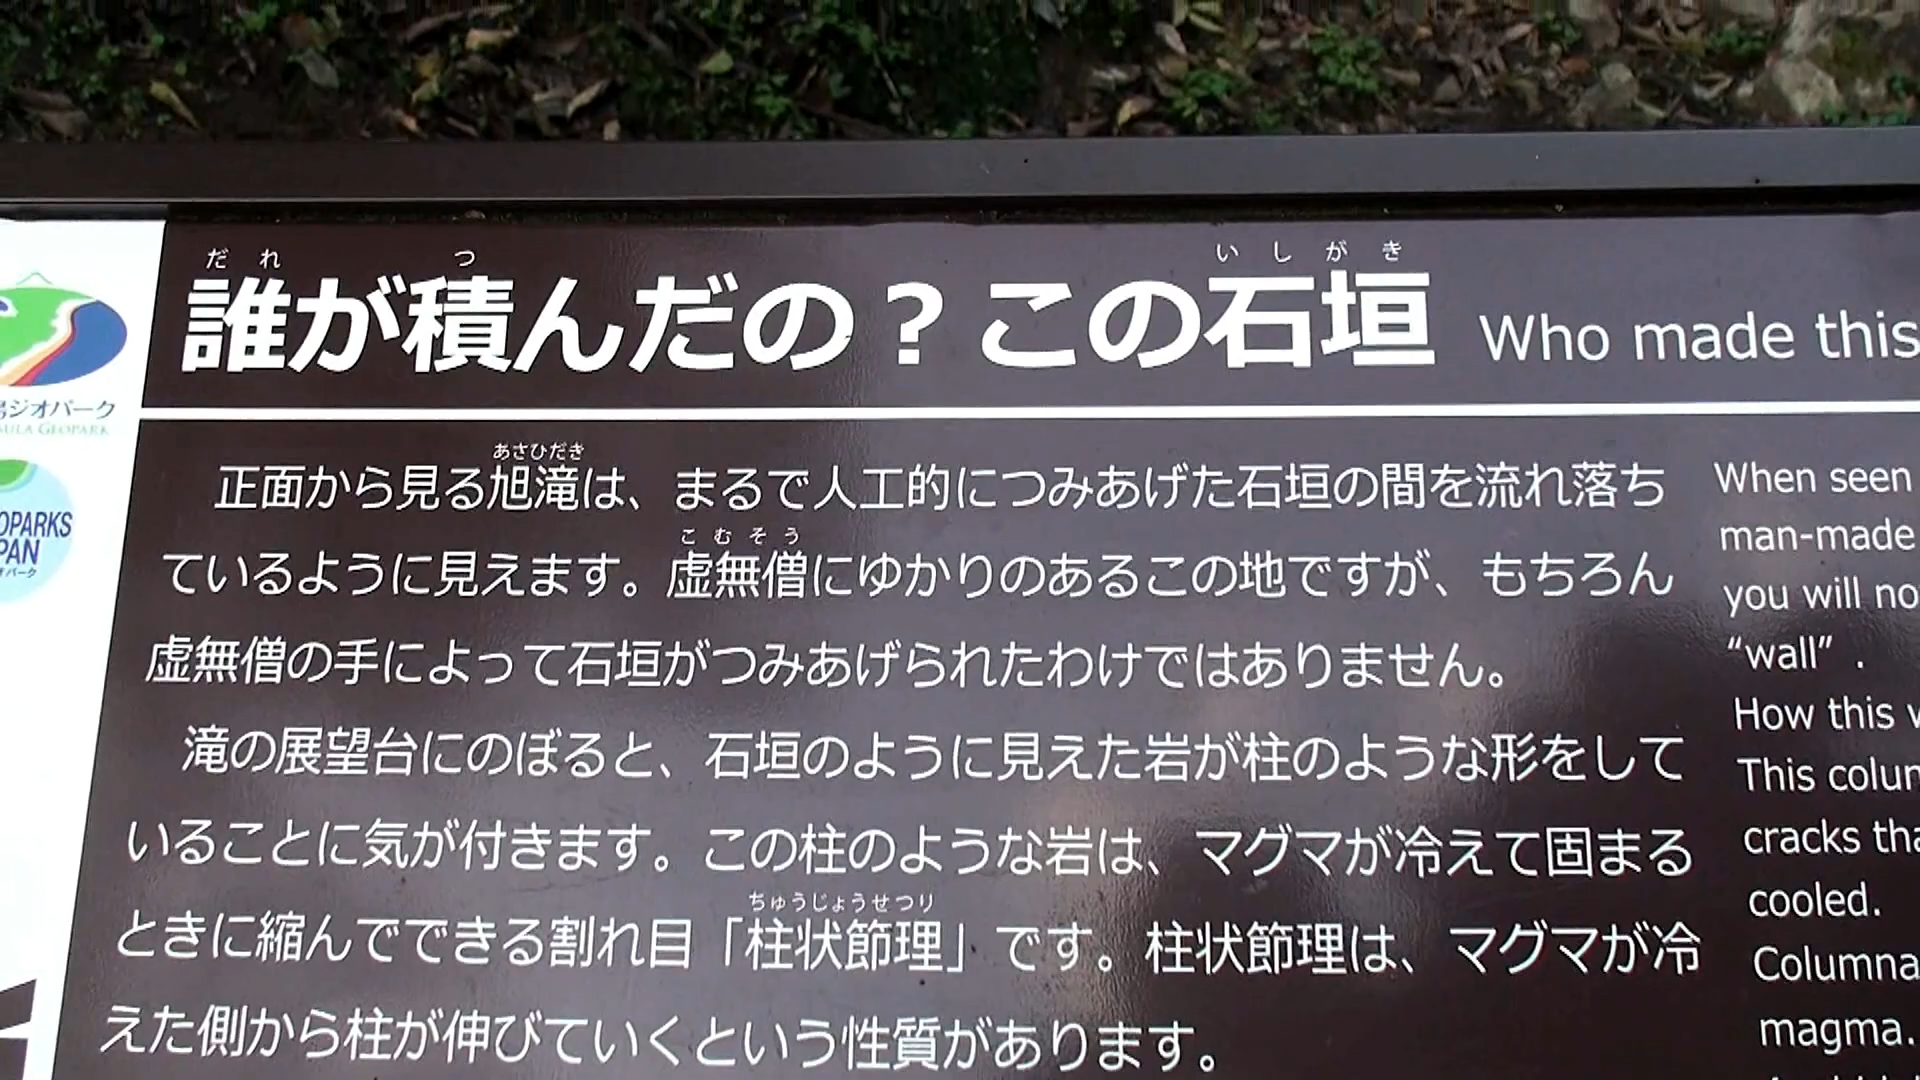 だれ つ いしがき
誰が積んだの？この石垣 Who made this
島ジオパーク
SULA GEOPARK
OPARKS
PAN
オパーク
あさひだき
正面から見る旭滝は、まるで人工的につみあげた石垣の間を流れ落ち
こむそう
ているように見えます。虚無僧にゆかりのあるこの地ですが、もちろん
虚無僧の手によって石垣がつみあげられたわけではありません。
滝の展望台にのぼると、石垣のように見えた岩が柱のような形をして
いることに気が付きます。この柱のような岩は、マグマが冷えて固まる
ちゅうじょうせつり
ときに縮んでできる割れ目「柱状節理」です。柱状節理は、マグマが冷
えた側から柱が伸びていくという性質があります。
When seen
man-made
you will no
“wall” .
How this
This colum
cracks tha
cooled.
Columna
magma.